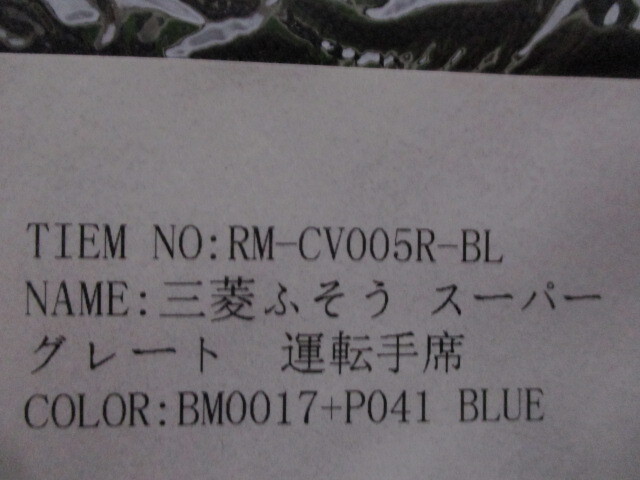 TIEM NO:RM-CV005R-BL
NAME:三菱ふそう スーパー
グレート　運転手席
COLOR:BM0017+P041 BLUE